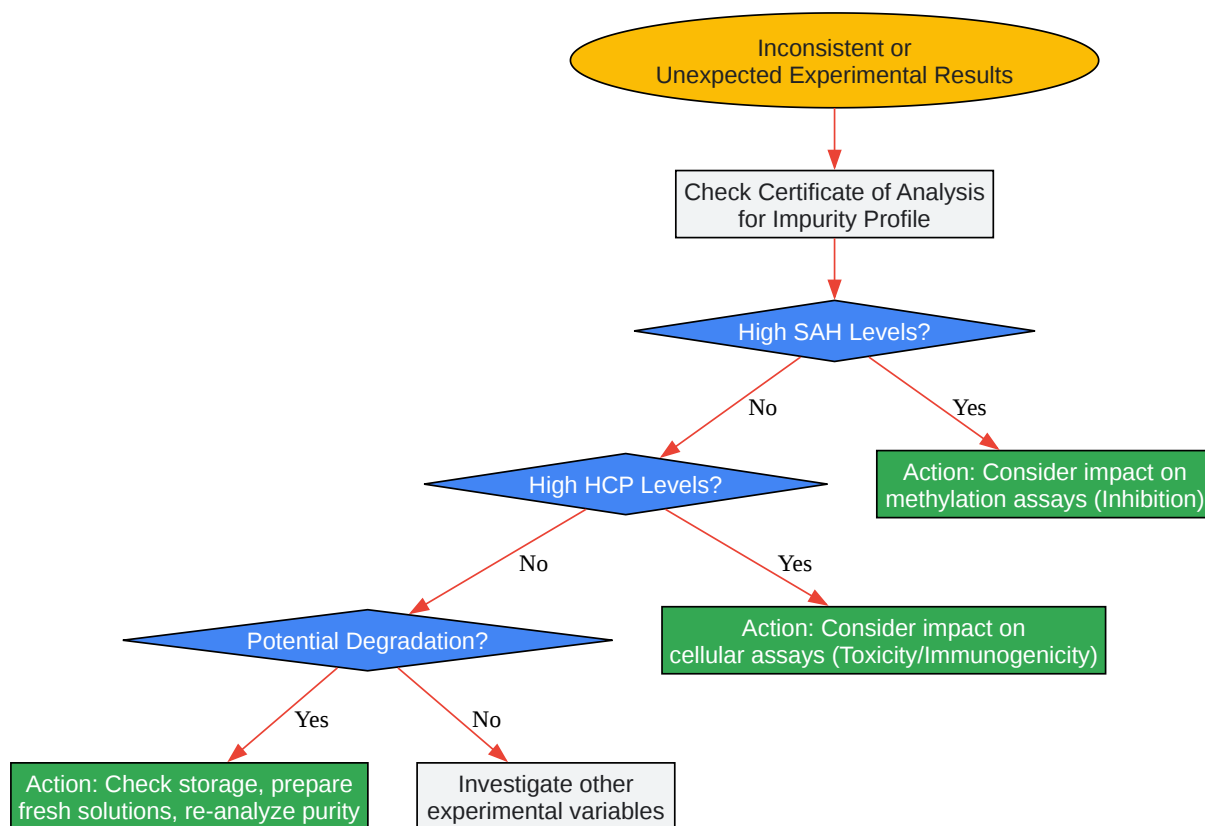 Inconsistent or
Unexpected Experimental Results
Check Certificate of Analysis
for Impurity Profile
High SAH Levels?
No
Yes
Action: Consider impact on
methylation assays (Inhibition)
High HCP Levels?
No
Yes
Action: Consider impact on
cellular assays (Toxicity/Immunogenicity)
Potential Degradation?
Yes
No
Action: Check storage, prepare
fresh solutions, re-analyze purity
Investigate other
experimental variables